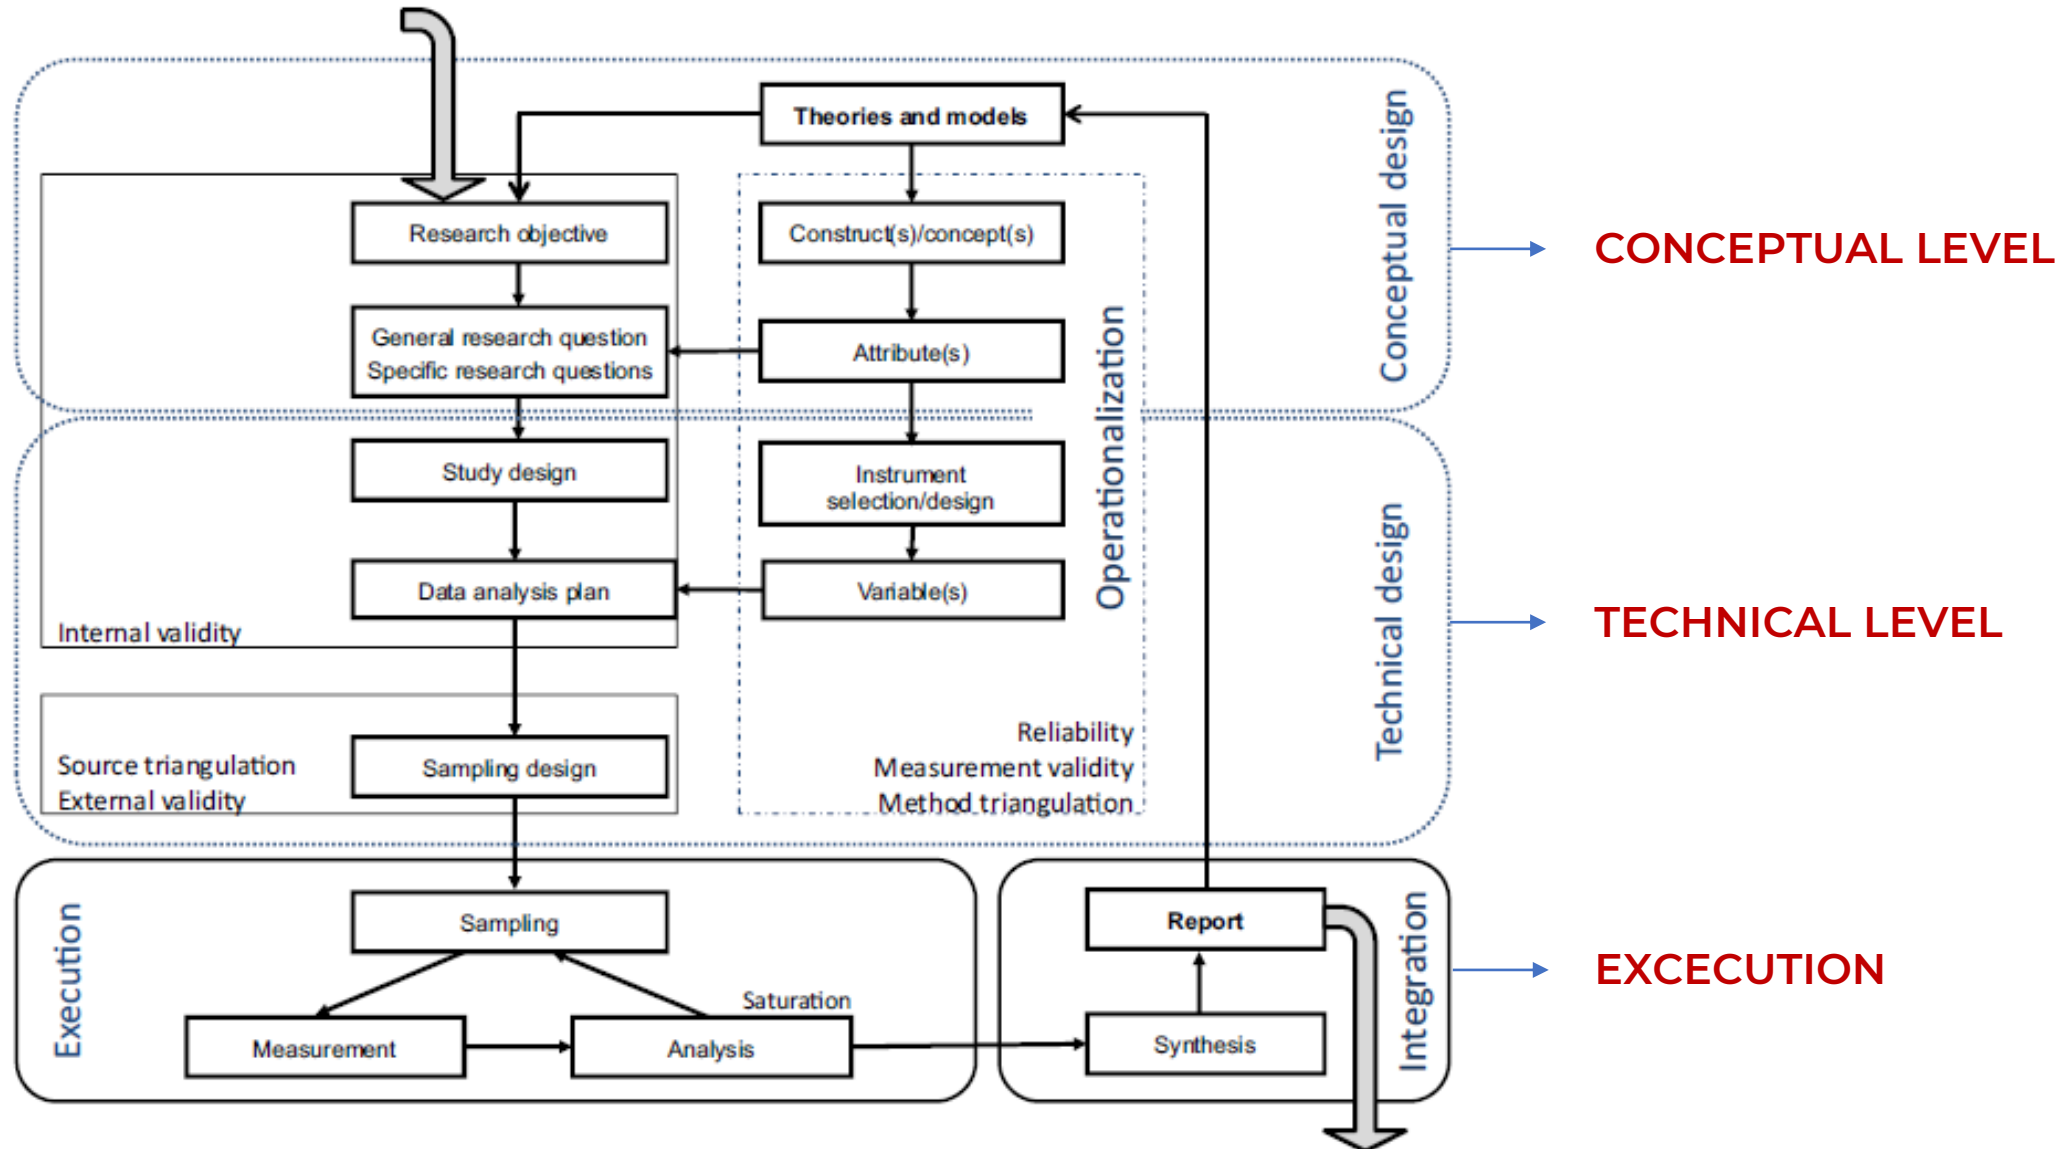 Theories and models
Research objective
Construct(s)/concept(s)
Conceptual design
CONCEPTUAL LEVEL
General research question
Specific research questions
Attribute(s)
Operationalization
Study design
Instrument
selection/design
Data analysis plan
Variable(s)
Technical design
TECHNICAL LEVEL
Internal validity
Source triangulation
External validity
Sampling design
Reliability
Measurement validity
Method triangulation
Execution
Sampling
Saturation
Measurement
Analysis
Report
Synthesis
Integration
EXCECUTION